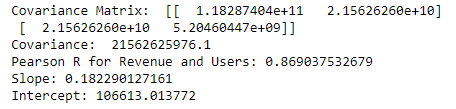 Covariance Matrix:  [[  1.18287404e+11   2.15626260e+10]
 [  2.15626260e+10   5.20460447e+09]]
Covariance:  21562625976.1
Pearson R for Revenue and Users: 0.869037532679
Slope: 0.182290127161
Intercept: 106613.013772